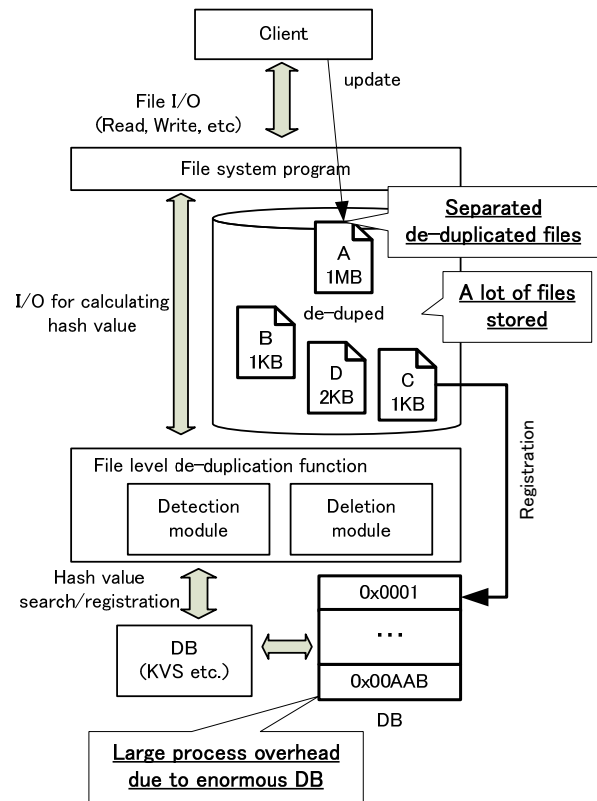 Client
update
File I/O
(Read, Write, etc)
File system program
Separated
de-duplicated files
A
1MB
A lot of files
stored
I/O for calculating
hash value
de-duped
B
1KB
D
2KB
C
1KB
Registration
File level de-duplication function
Detection
module
Deletion
module
Hash value
search/registration
0x0001
...
0x00AAB
DB
(KVS etc.)
DB
Large process overhead
due to enormous DB